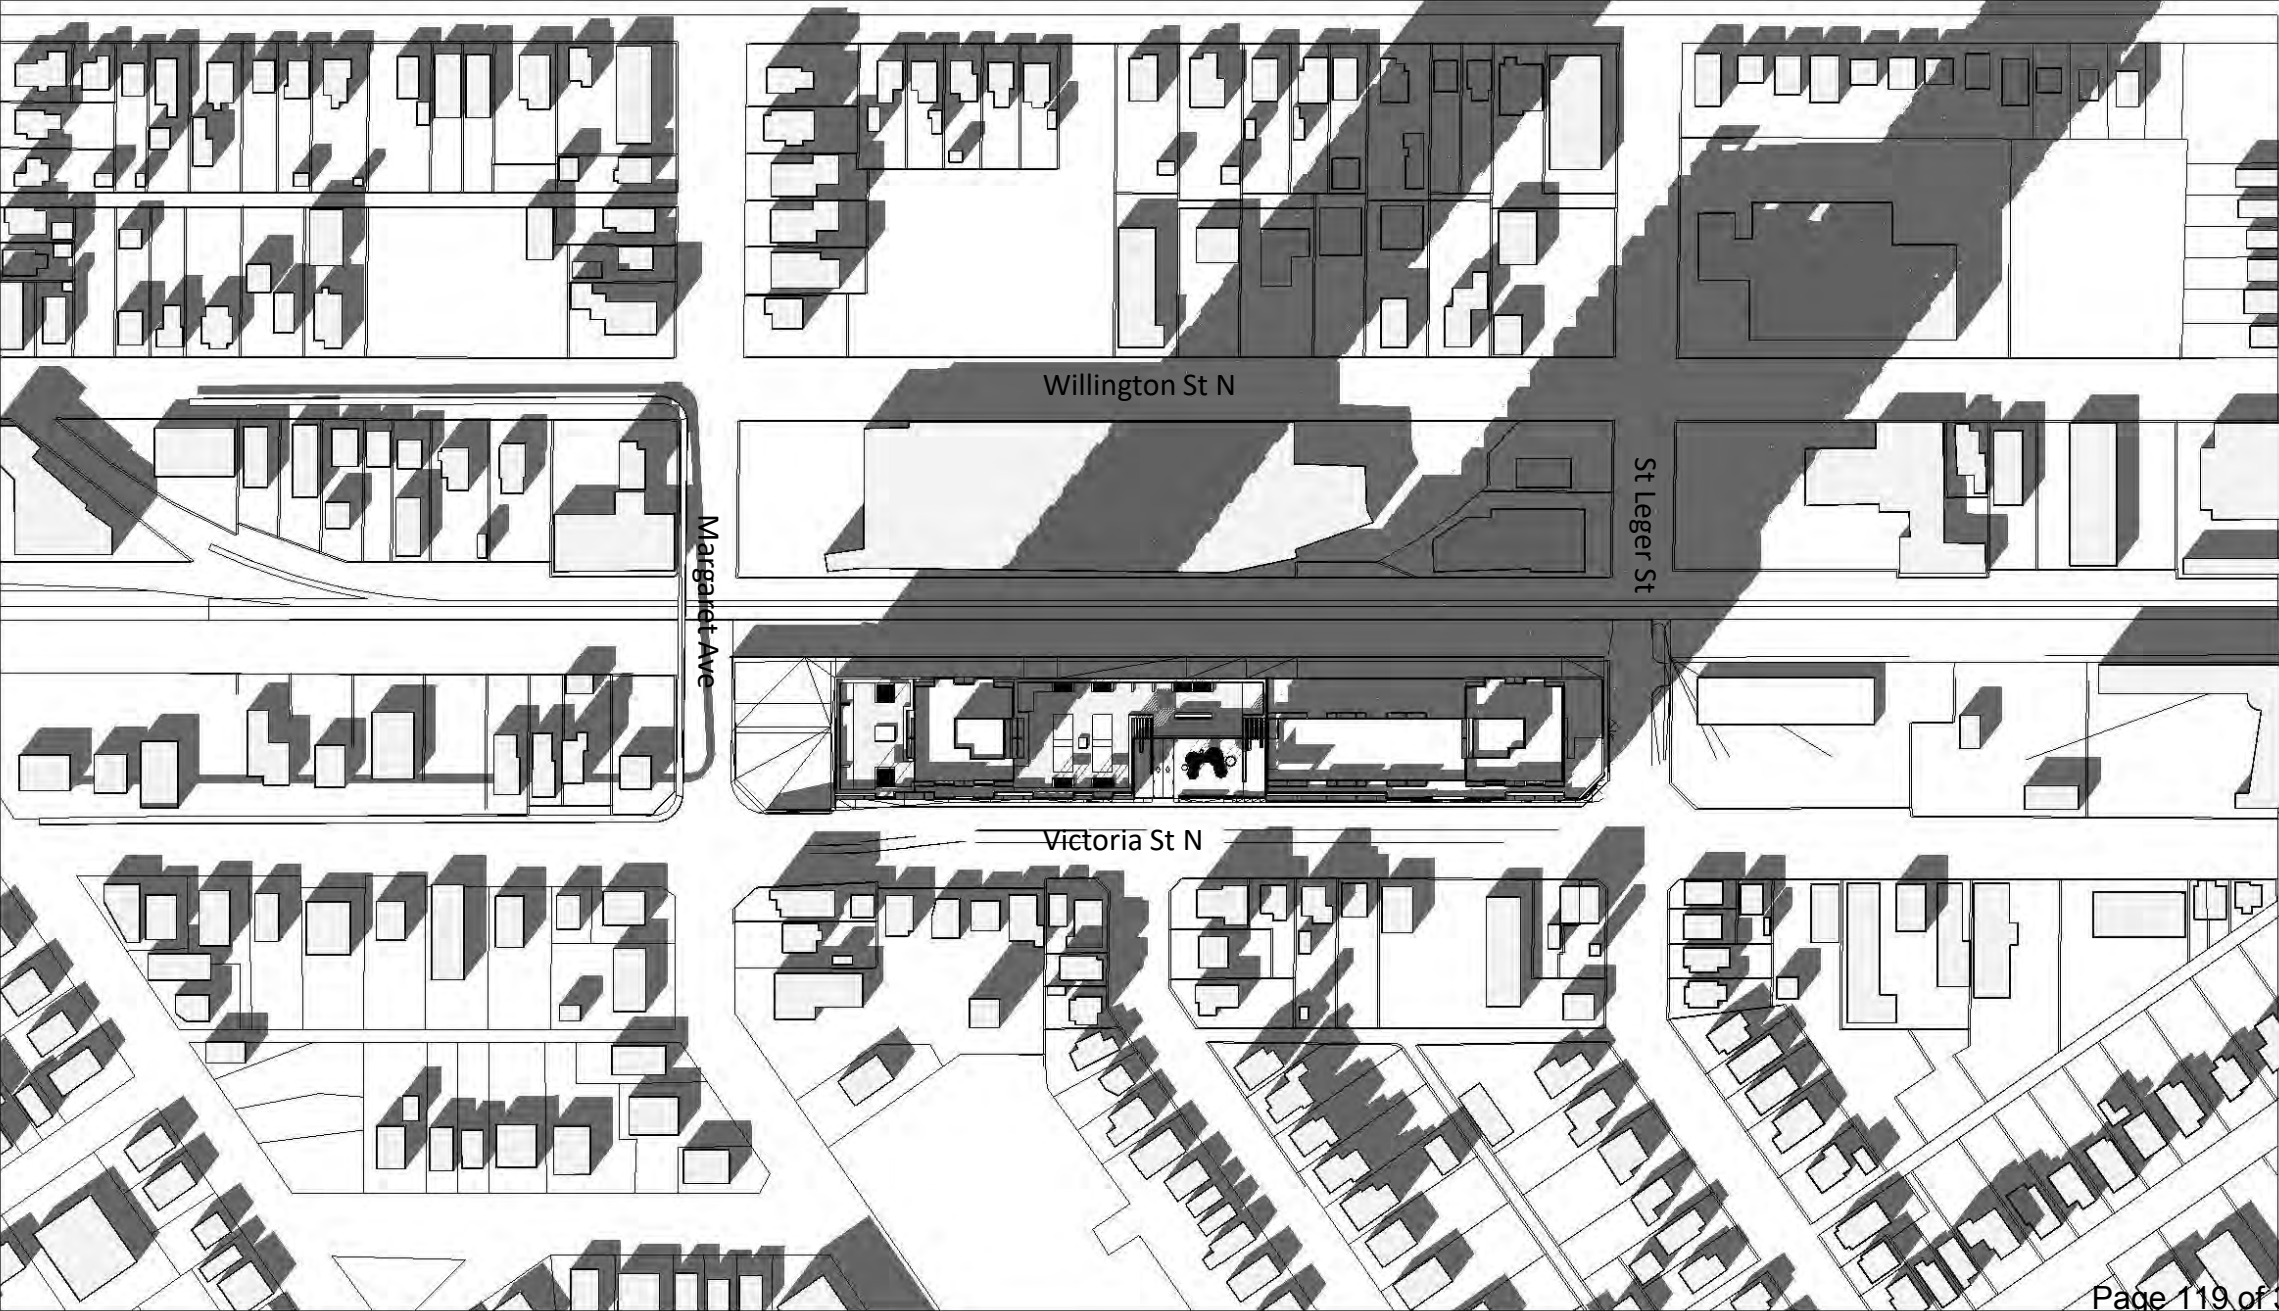 Willington St N
St Leger St
Margaret Ave
Victoria St N
Page 119 of